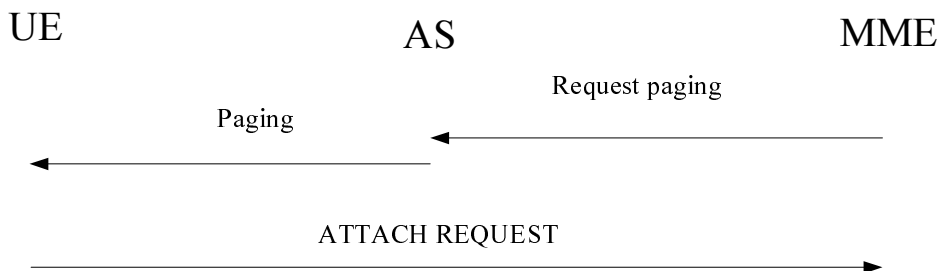 UE
AS
MME
Request paging
Paging
ATTACH REQUEST